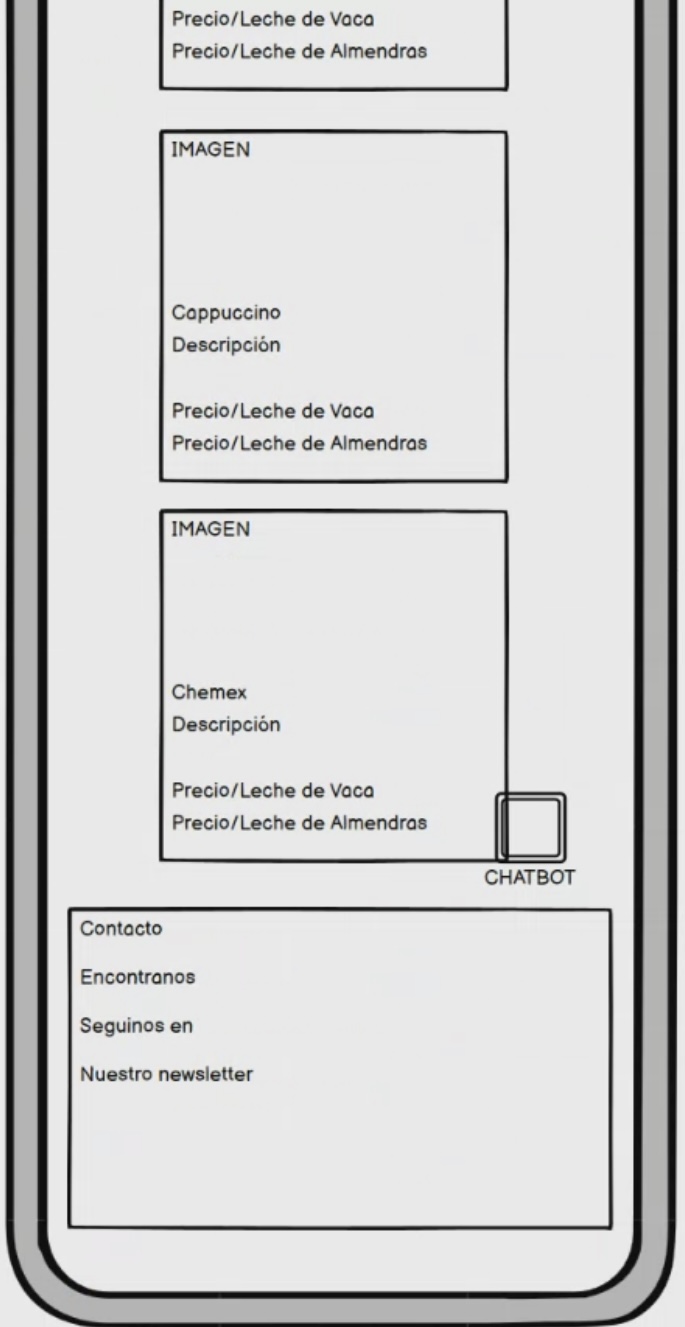 Precio/Leche de Vaca
Precio/Leche de Almendras
IMAGEN
Cappuccino
Descripción
Precio/Leche de Vaca
Precio/Leche de Almendras
IMAGEN
Chemex
Descripción
Precio/Leche de Vaca
Precio/Leche de Almendras
CHATBOT
Contacto
Encontranos
Seguinos en
Nuestro newsletter